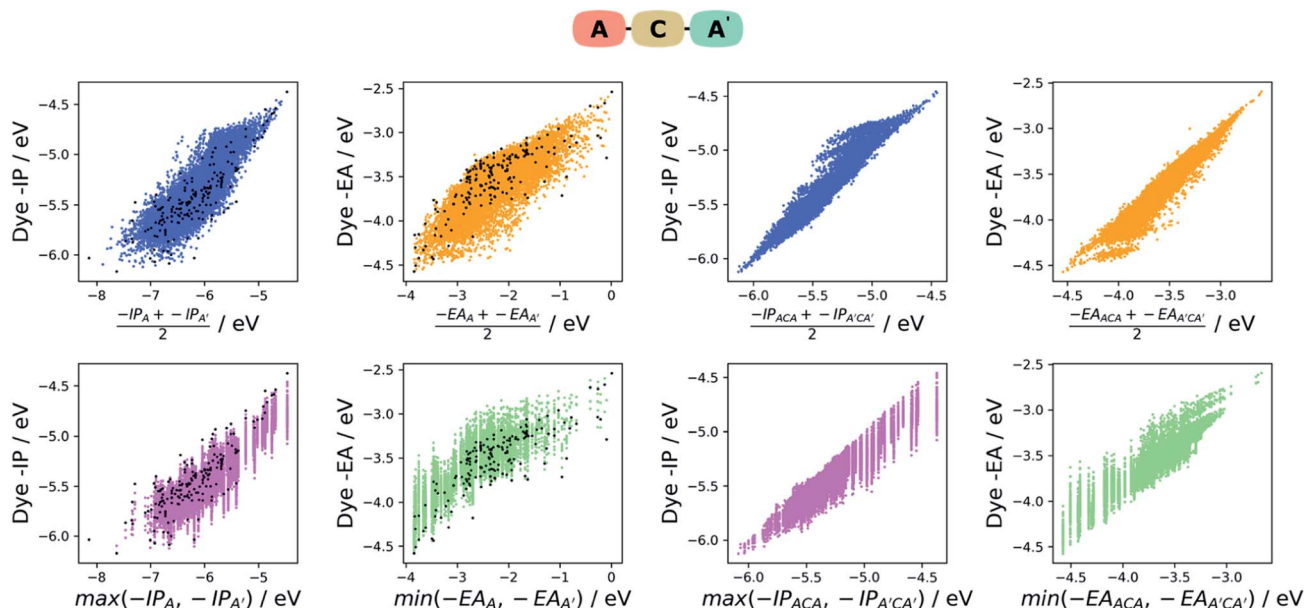 A C A'
Dye -IP / eV
−4.5
−5.0
−5.5
−6.0
−8 −7 −6 −5
−IP_A + −IP_A'
2 / eV
Dye -EA / eV
−2.5
−3.0
−3.5
−4.0
−4.5
−4 −3 −2 −1 0
−EA_A + −EA_A'
2 / eV
Dye -IP / eV
−4.5
−5.0
−5.5
−6.0
−6.0 −5.5 −5.0 −4.5
−IP_ACA + −IP_A'CA'
2 / eV
Dye -EA / eV
−2.5
−3.0
−3.5
−4.0
−4.5
−4.5 −4.0 −3.5 −3.0
−EA_ACA + −EA_A'CA'
2 / eV
Dye -IP / eV
−4.5
−5.0
−5.5
−6.0
−8 −7 −6 −5
max(−IP_A, −IP_A') / eV
Dye -EA / eV
−2.5
−3.0
−3.5
−4.0
−4.5
−4 −3 −2 −1 0
min(−EA_A, −EA_A') / eV
Dye -IP / eV
−4.5
−5.0
−5.5
−6.0
−6.0 −5.5 −5.0 −4.5
max(−IP_ACA, −IP_A'CA') / eV
Dye -EA / eV
−2.5
−3.0
−3.5
−4.0
−4.5
−4.5 −4.0 −3.5 −3.0
min(−EA_ACA, −EA_A'CA') / eV